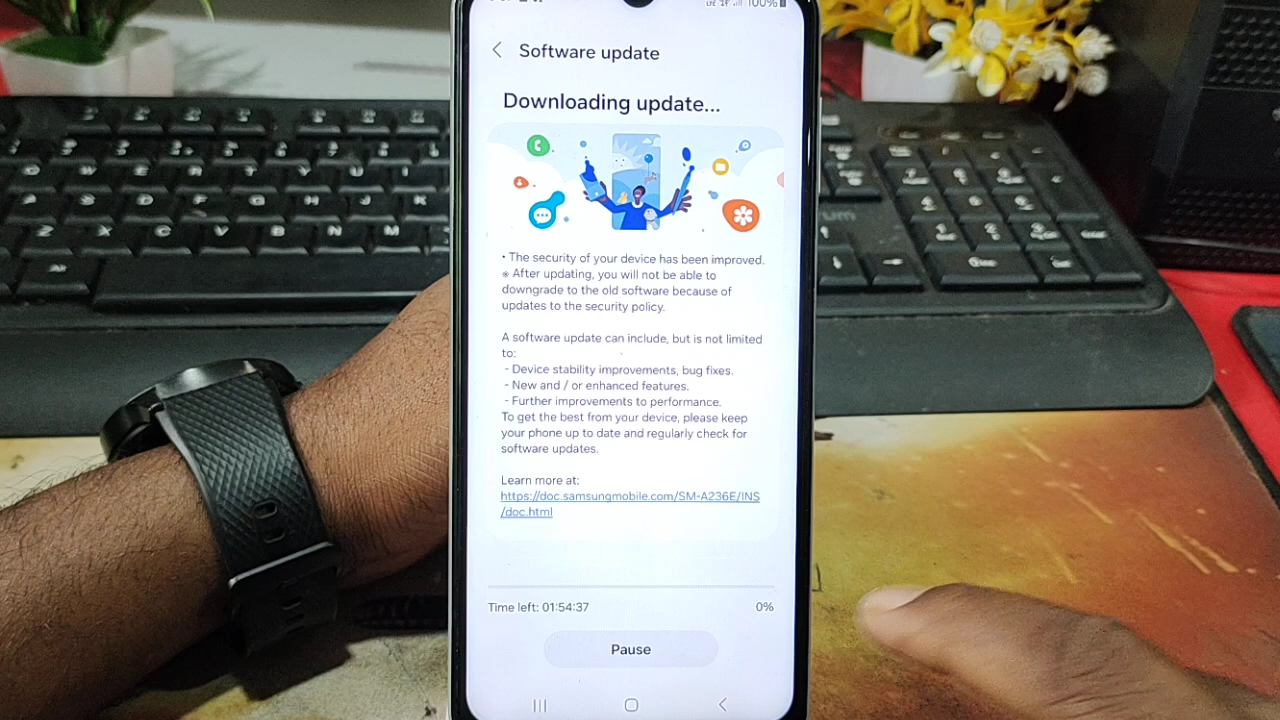 100%
Software update
Downloading update...
• The security of your device has been improved.
※ After updating, you will not be able to
downgrade to the old software because of
updates to the security policy.
A software update can include, but is not limited
to:
- Device stability improvements, bug fixes.
- New and / or enhanced features.
- Further improvements to performance.
To get the best from your device, please keep
your phone up to date and regularly check for
software updates.
Learn more at:
https://doc.samsungmobile.com/SM-A236E/INS
/doc.html
Time left: 01:54:37 0%
Pause
Z X C V B N M